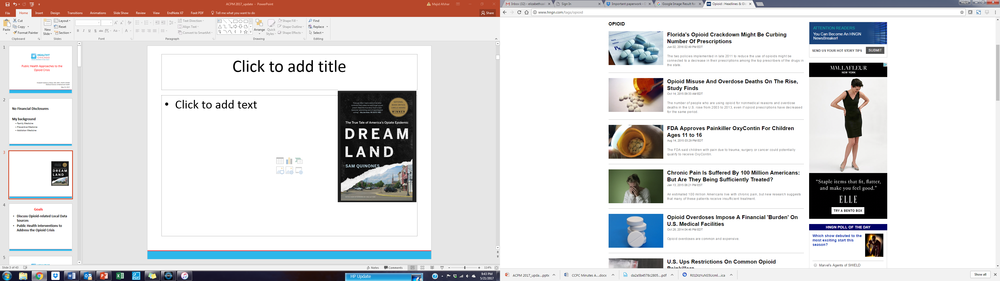 ACPM 2017_update - PowerPoint
Majid Afshar
File Home Insert Design Transitions Animations Slide Show Review View EndNote X7 Foxit PDF Tell me what you want to do
Share
Paste
Cut
Copy
Format Painter
Clipboard
New Slide
Layout
Reset
Section
Slides
Font
Text Direction
Align Text
Convert to SmartArt
Paragraph
Arrange
Quick Styles
Shape Fill
Shape Outline
Shape Effects
Drawing
Find
Replace
Select
Editing
1
HEALTHY
CHICAGO
Public Health Approaches to the
Opioid Crisis
Medical Director of Behavioral Health
May 23, 2017
2
No Financial Disclosures
My background
– Family Medicine
– Preventive Medicine
– Addiction Medicine
3
DREAM
LAND
4
Goals
• Discuss Opioid-related Local Data
Sources
• Public Health Interventions to
Address the Opioid Crisis
5
Click to add title
• Click to add text
NATIONAL
BOOK CRITICS
CIRCLE AWARD
WINNER
The True Tale of America's Opiate Epidemic
DREAM
LAND
SAM QUINONES
WITH A NEW AFTERWORD BY THE AUTHOR
Slide 3 of 43
Notes
Comments
114%
HP Update
9:43 PM
5/21/2017
Inbox (32) - elizabeth.sal
Sign In
Important paperwork - D
Google Image Result for
Opioid : Headlines & Glo
Majid
www.hngn.com/tags/opioid
OPIOID
Florida's Opioid Crackdown Might Be Curbing
Number Of Prescriptions
Jun 02, 2016 02:49 PM EDT
The two policies implemented in late 2011 to reduce the use of opioids might be
connected to a decrease in their prescriptions among the top prescribers of the drugs in
the state.
Opioid Misuse And Overdose Deaths On The Rise,
Study Finds
Oct 14, 2015 09:33 AM EDT
The number of people who are using opioid for nonmedical reasons and overdose
deaths in the U.S. rose from 2003 to 2013, even if opioid prescriptions have decreased
for the same period.
FDA Approves Painkiller OxyContin For Children
Ages 11 to 16
Aug 14, 2015 03:29 PM EDT
The FDA said children with pain due to trauma, surgery or cancer could potentially
qualify to receive OxyContin.
Chronic Pain Is Suffered By 100 Million Americans:
But Are They Being Sufficiently Treated?
Jan 13, 2015 06:21 PM EST
An estimated 100 million Americans live with chronic pain, but new research suggests
that many of these patients receive insufficient treatment.
Opioid Overdoses Impose A Financial 'Burden' On
U.S. Medical Facilities
Oct 28, 2014 04:46 PM EDT
Opioid overdoses are common and expensive.
U.S. Ups Restrictions On Common Opioid
Painkillers
ATTENTION READERS
You Can Become An HNGN
NewsBreaker!
SEND US YOUR HOT STORY TIPS
SUBMIT
MM.LAFLEUR
NEW YORK
“Staple items that fit, flatter,
and make you feel good.”
ELLE
TRY A BENTO BOX
HNGN POLL OF THE DAY
Which show debuted to the
most exciting start this
season?
Marvel's Agents of SHIELD
ACPM 2017_upda....pptx
CCPC Minutes A....docx
da2a5b4578c2805....pdf
R01IXzYuNS5Ucml....ica
Show all